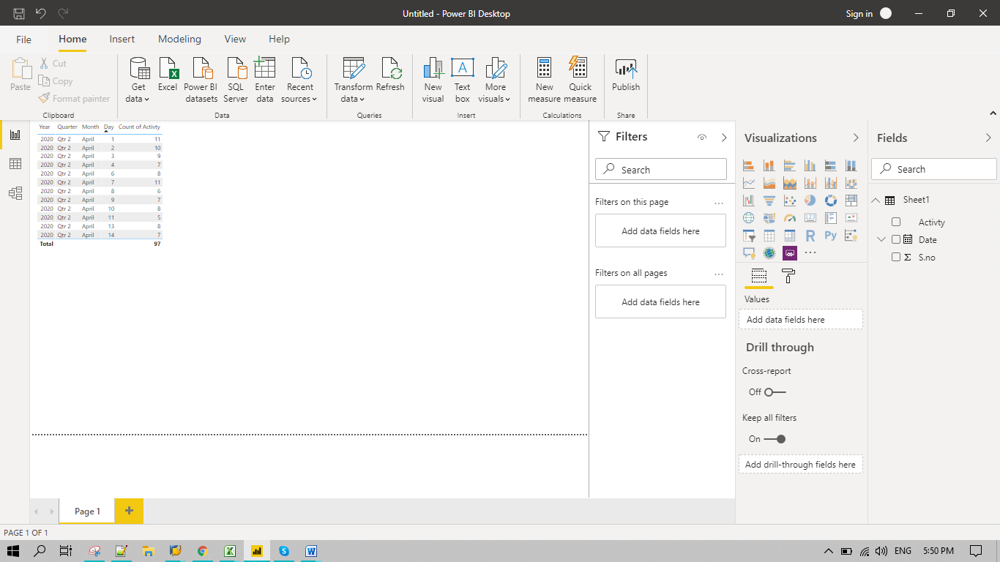 Untitled - Power BI Desktop
Sign in
File Home Insert Modeling View Help
Paste
Cut
Copy
Format painter
Clipboard
Get data
Excel
Power BI datasets
SQL Server
Enter data
Recent sources
Data
Transform data
Refresh
Queries
New visual
Text box
More visuals
Insert
New measure
Quick measure
Calculations
Publish
Share
Year Quarter Month Day Count of Activty
2020 Qtr 2 April 1 11
2020 Qtr 2 April 2 10
2020 Qtr 2 April 3 9
2020 Qtr 2 April 4 7
2020 Qtr 2 April 6 8
2020 Qtr 2 April 7 11
2020 Qtr 2 April 8 6
2020 Qtr 2 April 9 7
2020 Qtr 2 April 10 8
2020 Qtr 2 April 11 5
2020 Qtr 2 April 13 8
2020 Qtr 2 April 14 7
Total 97
Filters
Search
Filters on this page ...
Add data fields here
Filters on all pages ...
Add data fields here
Visualizations
123
R
Py
...
Values
Add data fields here
Drill through
Cross-report
Off
Keep all filters
On
Add drill-through fields here
Fields
Search
Sheet1
Activty
Date
Σ S.no
Page 1
+
PAGE 1 OF 1
ENG
5:50 PM